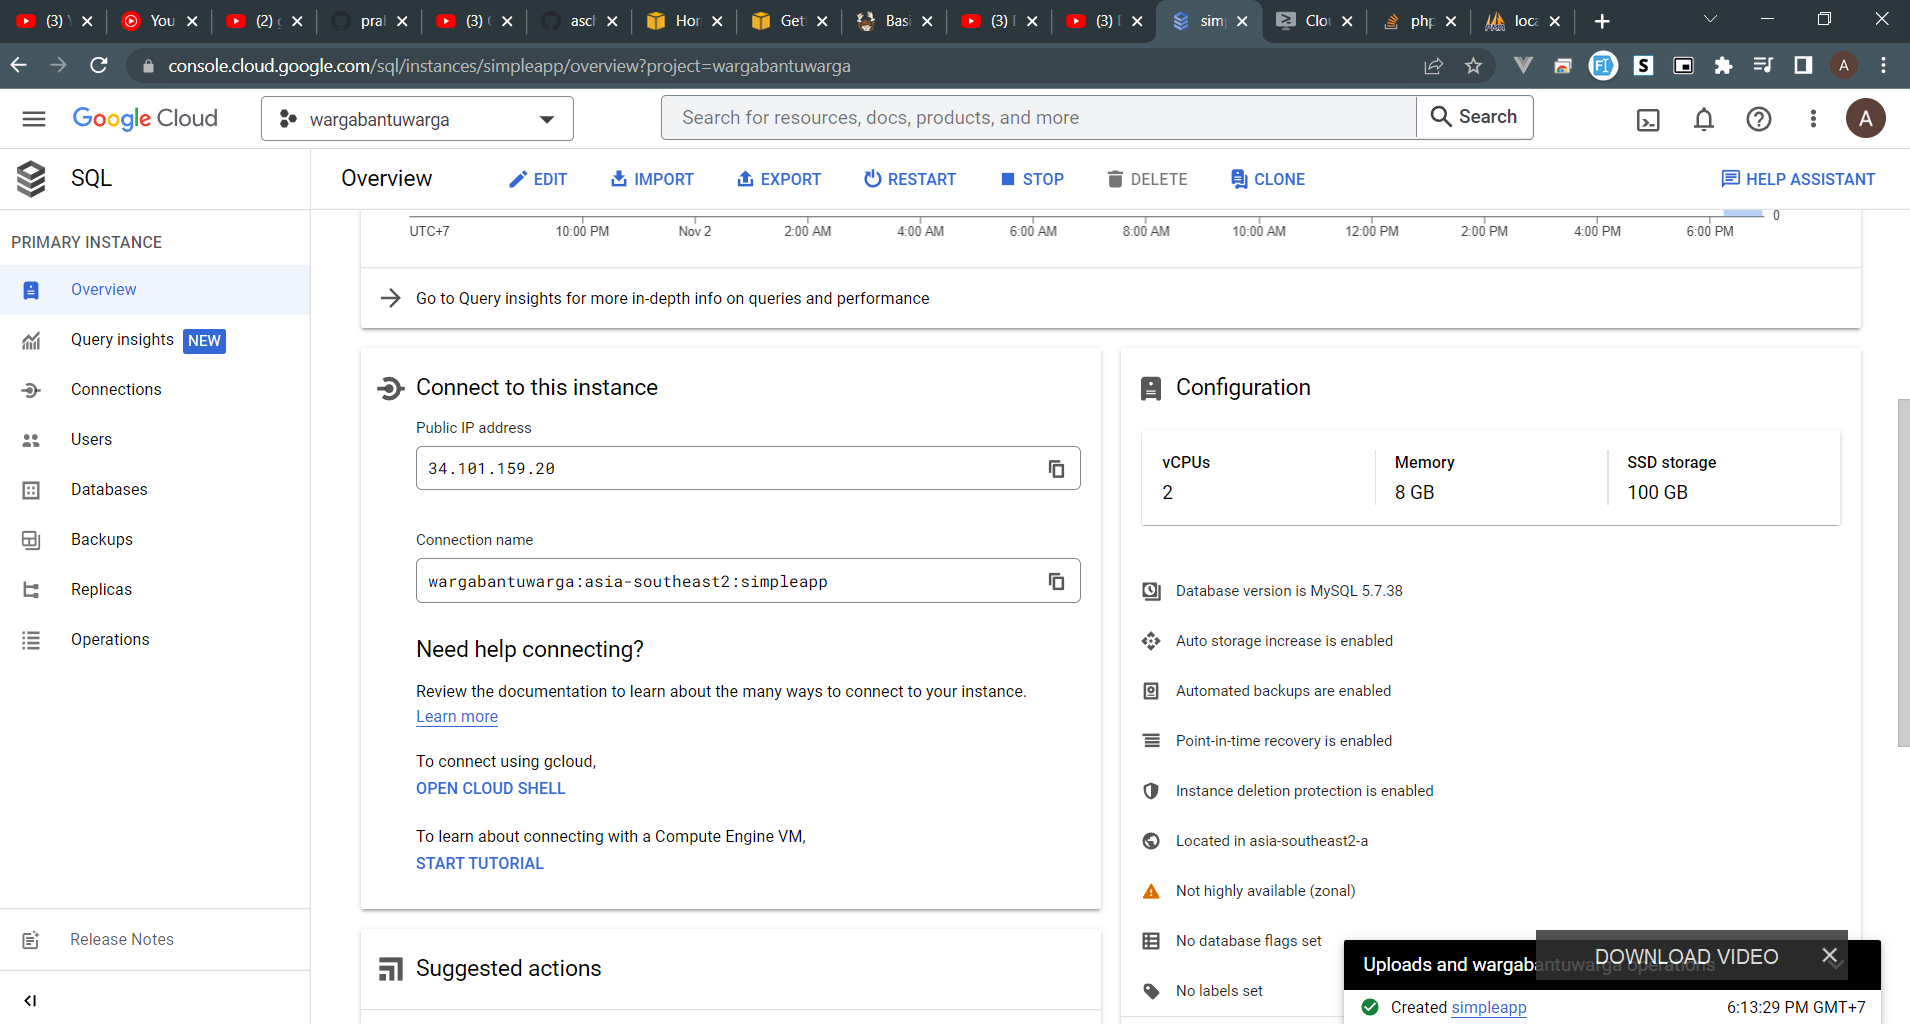 (3) Y
You
(2) g
pral
(3) C
asch
Hor
Geti
Basi
(3) D
(3) D
simp
Clou
php
loca
console.cloud.google.com/sql/instances/simpleapp/overview?project=wargabantuwarga
A
Google Cloud
wargabantuwarga
Search for resources, docs, products, and more
Search
A
SQL
Overview
EDIT
IMPORT
EXPORT
RESTART
STOP
DELETE
CLONE
HELP ASSISTANT
PRIMARY INSTANCE
Overview
Query insights NEW
Connections
Users
Databases
Backups
Replicas
Operations
Release Notes
0
UTC+7 10:00 PM Nov 2 2:00 AM 4:00 AM 6:00 AM 8:00 AM 10:00 AM 12:00 PM 2:00 PM 4:00 PM 6:00 PM
Go to Query insights for more in-depth info on queries and performance
Connect to this instance
Public IP address
34.101.159.20
Connection name
wargabantuwarga:asia-southeast2:simpleapp
Need help connecting?
Review the documentation to learn about the many ways to connect to your instance.
Learn more
To connect using gcloud,
OPEN CLOUD SHELL
To learn about connecting with a Compute Engine VM,
START TUTORIAL
Suggested actions
Configuration
vCPUs Memory SSD storage
2 8 GB 100 GB
Database version is MySQL 5.7.38
Auto storage increase is enabled
Automated backups are enabled
Point-in-time recovery is enabled
Instance deletion protection is enabled
Located in asia-southeast2-a
Not highly available (zonal)
No database flags set
No labels set
DOWNLOAD VIDEO
Uploads and wargabantuwarga operations
Created simpleapp 6:13:29 PM GMT+7